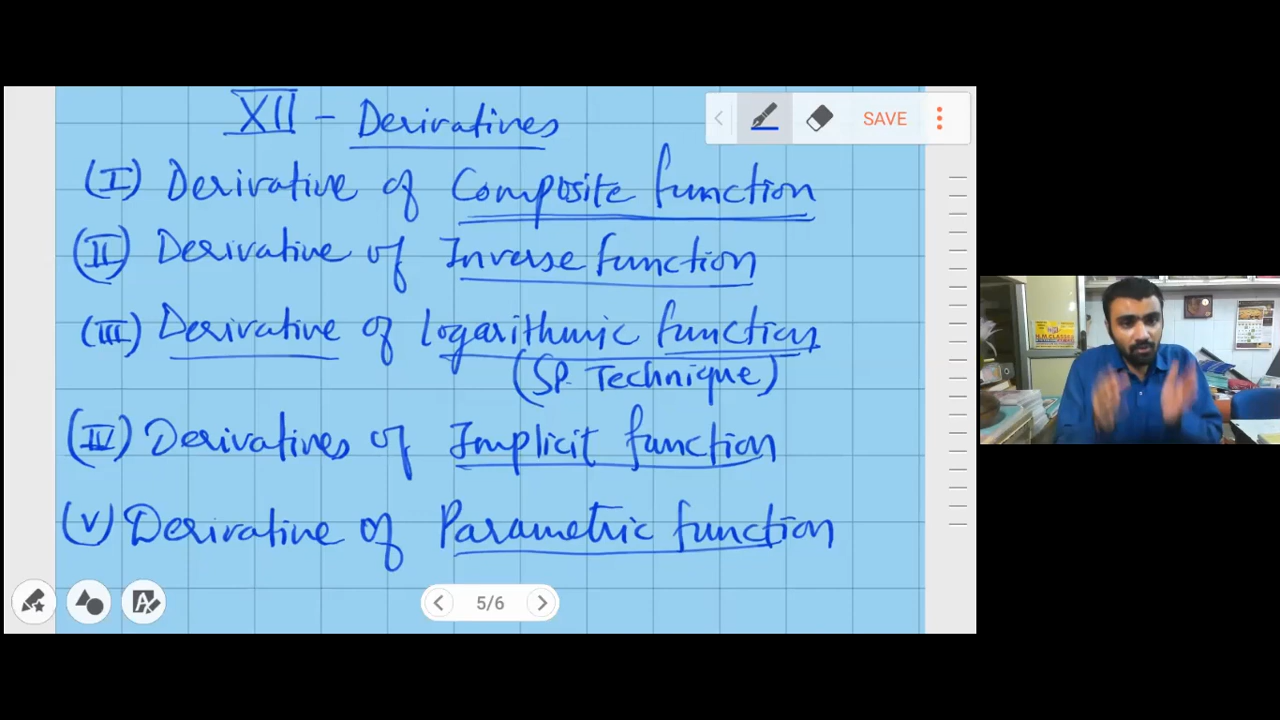 XII - Derivatives
SAVE
(I) Derivative of Composite function
(II) Derivative of Inverse function
(III) Derivative of logarithmic function
(SP. Technique)
(IV) Derivatives of Implicit function
(V) Derivative of Parametric function
5/6